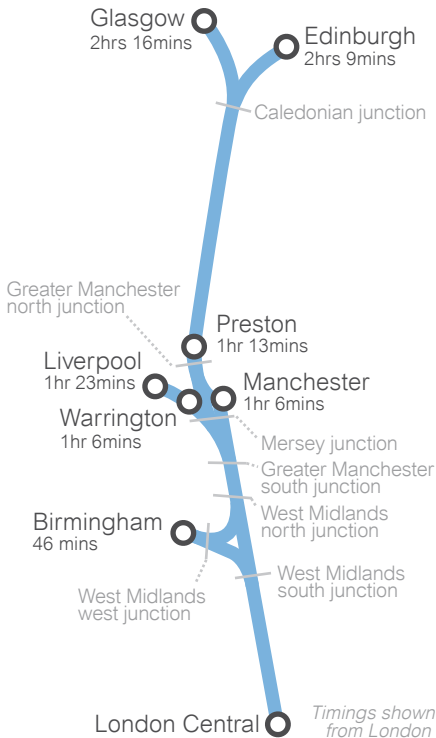 Glasgow
2hrs 16mins
Edinburgh
2hrs 9mins
Caledonian junction
Greater Manchester
north junction
Preston
1hr 13mins
Liverpool
1hr 23mins
Manchester
1hr 6mins
Warrington
1hr 6mins
Mersey junction
Greater Manchester
south junction
West Midlands
north junction
Birmingham
46 mins
West Midlands
south junction
West Midlands
west junction
London Central
Timings shown
from London